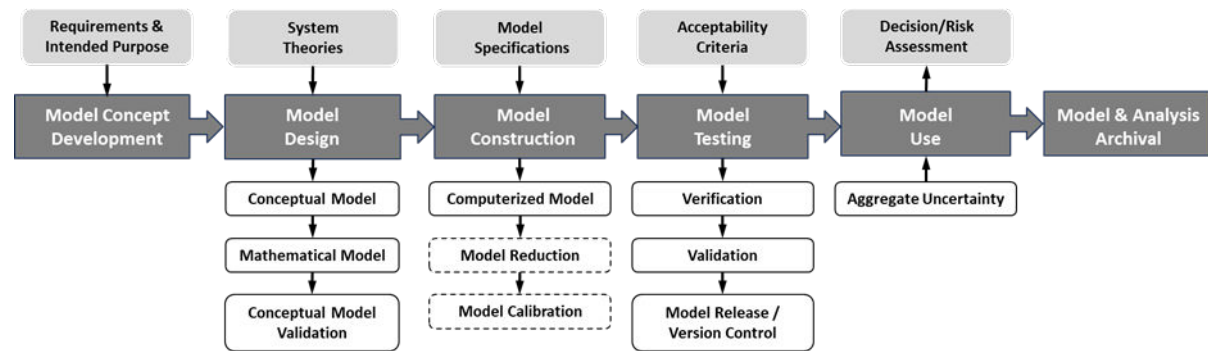 Requirements &
Intended Purpose
System
Theories
Model
Specifications
Acceptability
Criteria
Decision/Risk
Assessment
Model Concept
Development
Model
Design
Model
Construction
Model
Testing
Model
Use
Model & Analysis
Archival
Conceptual Model
Computerized Model
Verification
Aggregate Uncertainty
Mathematical Model
Model Reduction
Validation
Conceptual Model
Validation
Model Calibration
Model Release /
Version Control